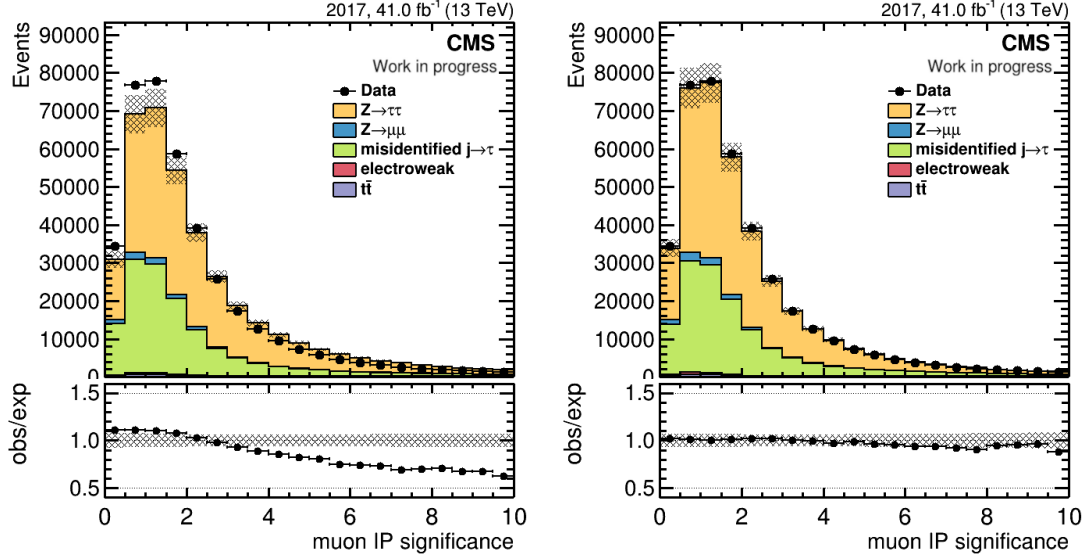 2017, 41.0 fb⁻¹ (13 TeV)
Events
90000
80000
70000
60000
50000
40000
30000
20000
10000
0
CMS
Work in progress
Data
Z→ττ
Z→μμ
misidentified j→τ
electroweak
tt̄
obs/exp
1.5
1.0
0.5
0 2 4 6 8 10
muon IP significance
2017, 41.0 fb⁻¹ (13 TeV)
Events
90000
80000
70000
60000
50000
40000
30000
20000
10000
0
CMS
Work in progress
Data
Z→ττ
Z→μμ
misidentified j→τ
electroweak
tt̄
obs/exp
1.5
1.0
0.5
0 2 4 6 8 10
muon IP significance